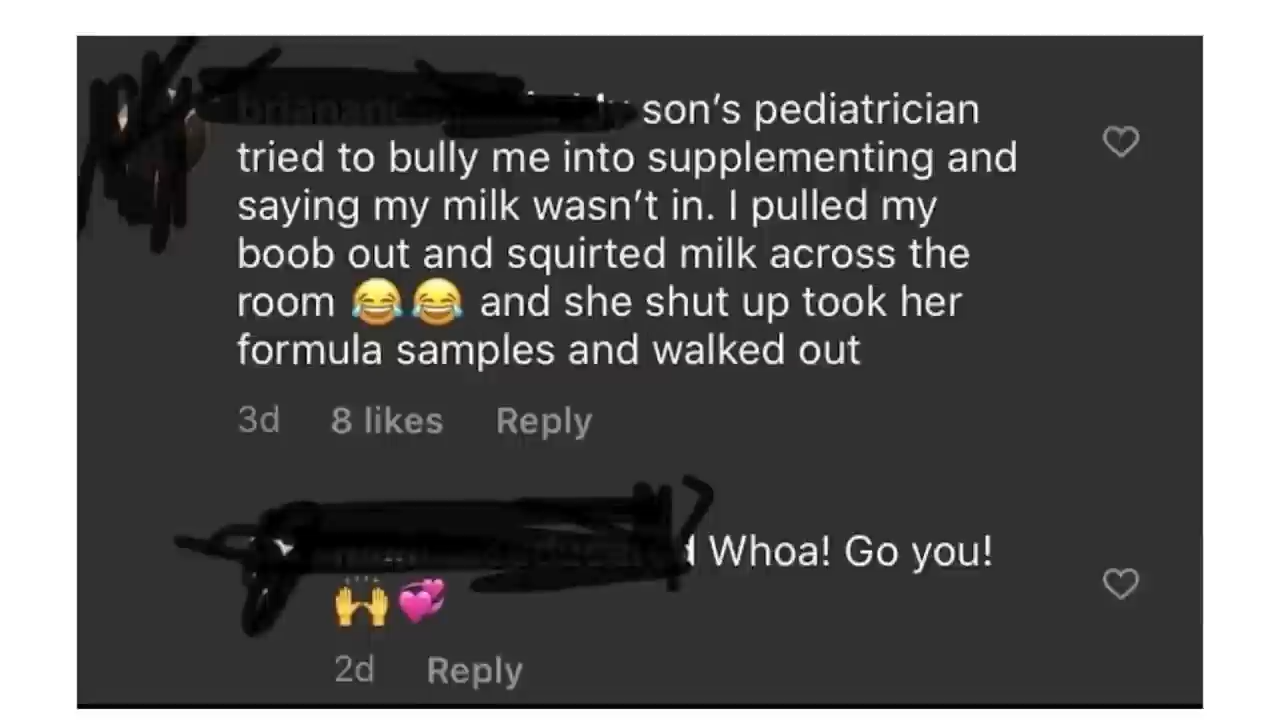 son's pediatrician
tried to bully me into supplementing and
saying my milk wasn't in. I pulled my
boob out and squirted milk across the
room 😂😂 and she shut up took her
formula samples and walked out
3d 8 likes Reply
Whoa! Go you!
🙌💞
2d Reply